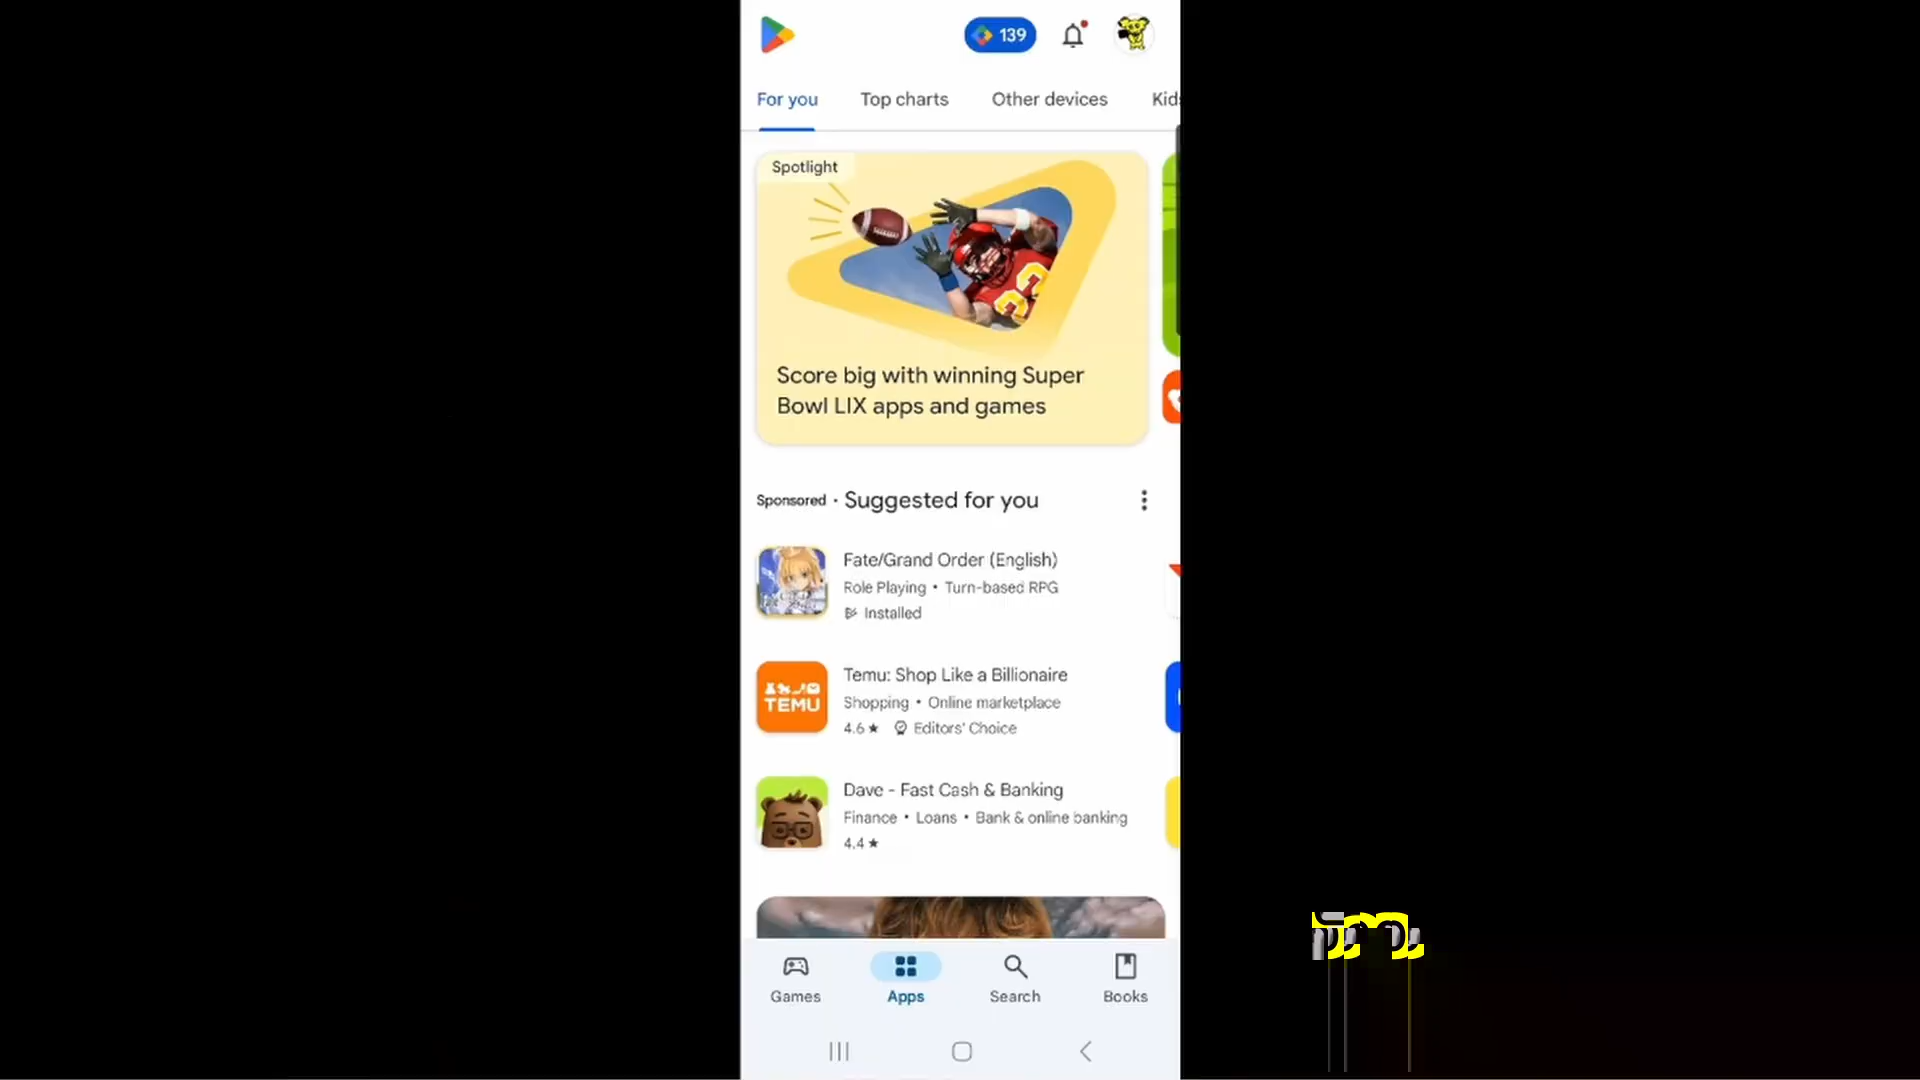 139
For you
Top charts
Other devices
Kids
Spotlight
Score big with winning Super
Bowl LIX apps and games
Sponsored · Suggested for you
Fate/Grand Order (English)
Role Playing • Turn-based RPG
Installed
TEMU
Temu: Shop Like a Billionaire
Shopping • Online marketplace
4.6 ★ Editors' Choice
Dave - Fast Cash & Banking
Finance • Loans • Bank & online banking
4.4 ★
Games
Apps
Search
Books